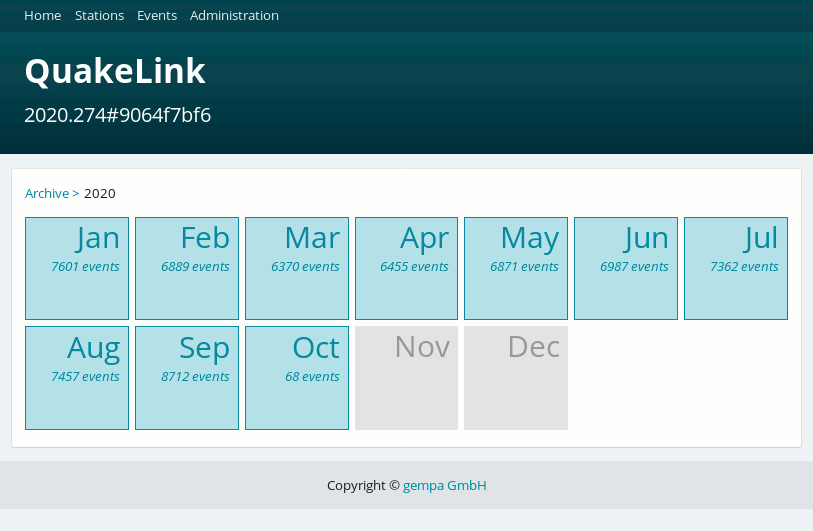 Home Stations Events Administration
QuakeLink
2020.274#9064f7bf6
Archive > 2020
Jan Feb Mar Apr May Jun Jul
7601 events 6889 events 6370 events 6455 events 6871 events 6987 events 7362 events
Aug Sep Oct Nov Dec
7457 events 8712 events 68 events
Copyright © gempa GmbH